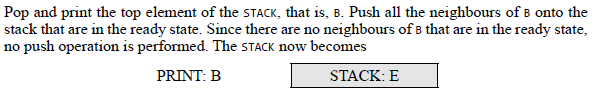 Pop and print the top element of the STACK, that is, B. Push all the neighbours of B onto the
stack that are in the ready state. Since there are no neighbours of B that are in the ready state,
no push operation is performed. The STACK now becomes
PRINT: B STACK: E